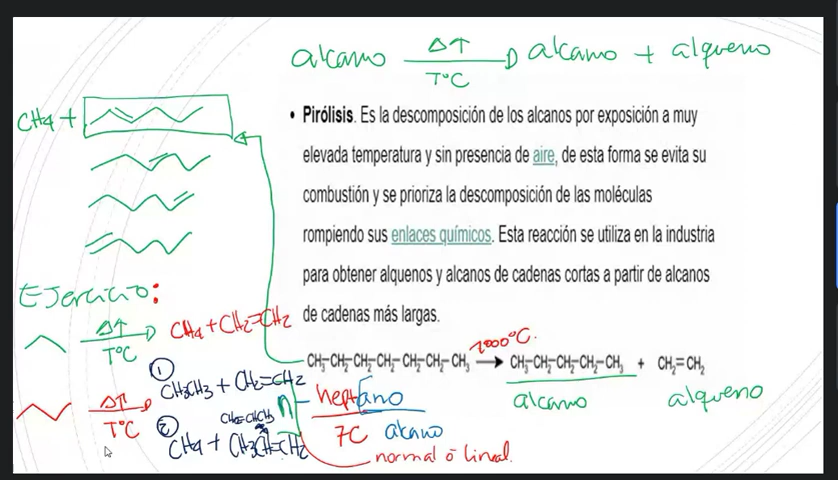 alcano ΔT T°C alcano + alqueno
CH4 +
• Pirólisis. Es la descomposición de los alcanos por exposición a muy
elevada temperatura y sin presencia de aire, de esta forma se evita su
combustión y se prioriza la descomposición de las moléculas
rompiendo sus enlaces químicos. Esta reacción se utiliza en la industria
para obtener alquenos y alcanos de cadenas cortas a partir de alcanos
de cadenas más largas.
Ejercicio:
Δ↑ T°C CH4 + CH2=CH2
CH3-CH2-CH2-CH2-CH2-CH2-CH3 → CH3-CH2-CH2-CH2-CH3 + CH2=CH2
alcano alqueno
Δ↑ T°C
① CH3CH3 + CH2=CH2
② CH4 + CH3CH=CH2
n-heptano
7C alcano
normal ó lineal.